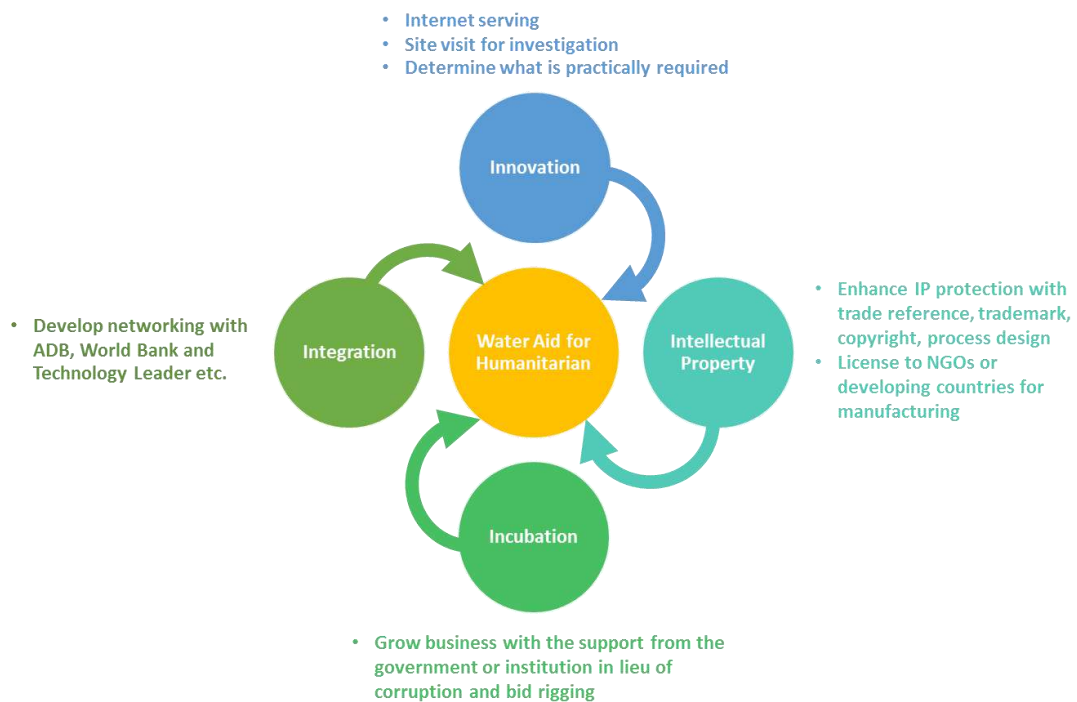 • Internet serving
• Site visit for investigation
• Determine what is practically required
Innovation
• Develop networking with
ADB, World Bank and
Technology Leader etc.
Integration
Water Aid for
Humanitarian
Intellectual
Property
• Enhance IP protection with
trade reference, trademark,
copyright, process design
• License to NGOs or
developing countries for
manufacturing
Incubation
• Grow business with the support from the
government or institution in lieu of
corruption and bid rigging